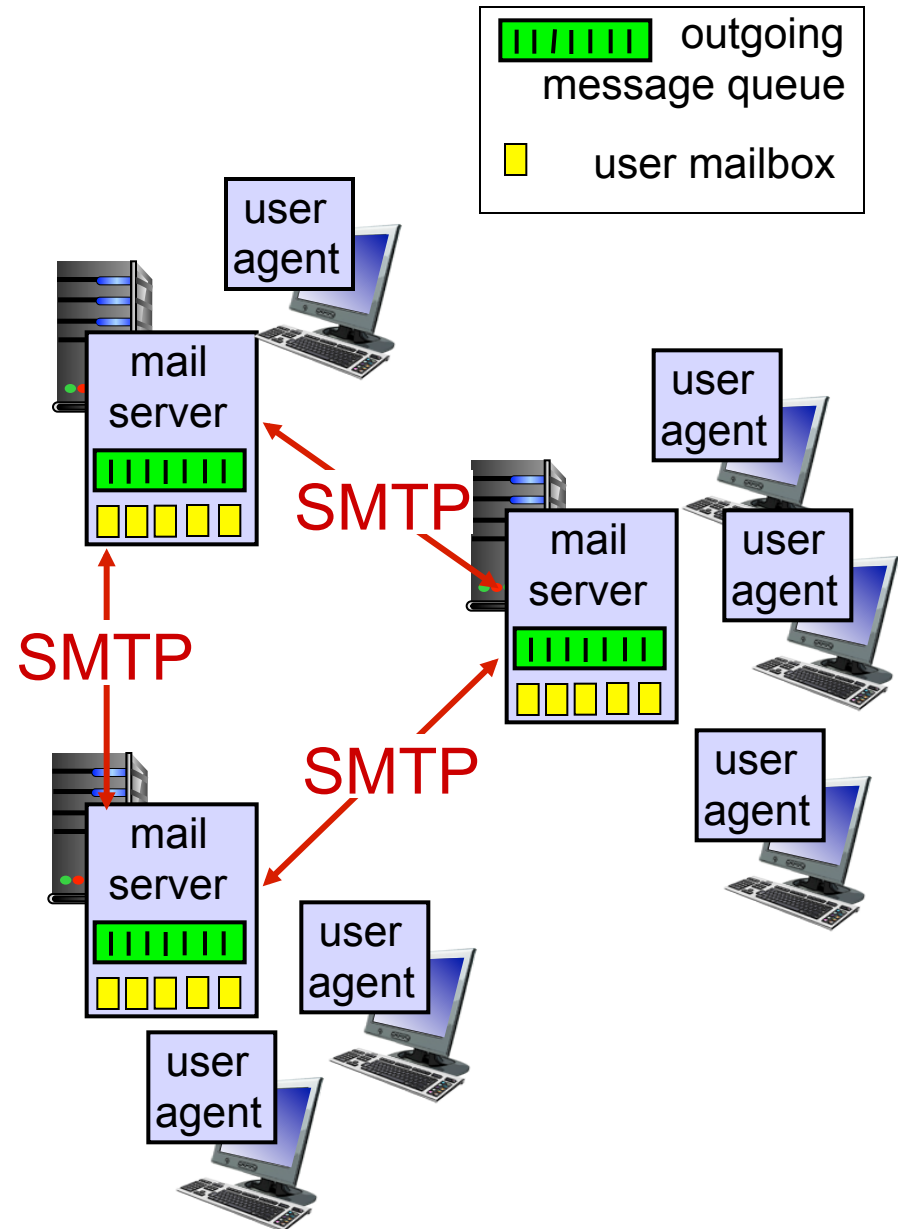 outgoing
message queue
user mailbox
user
agent
mail
server
SMTP
user
agent
mail
server
user
agent
SMTP
SMTP
user
agent
mail
server
user
agent
user
agent